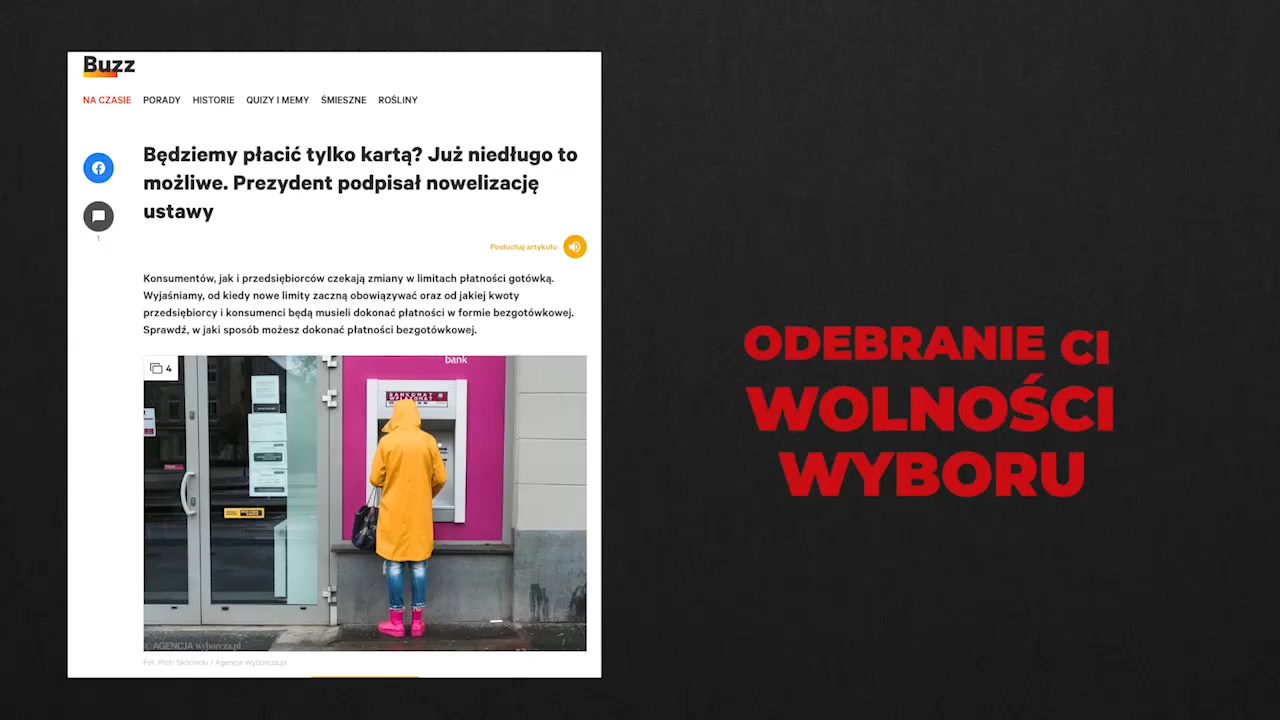 Buzz
NA CZASIE PORADY HISTORIE QUIZY I MEMY ŚMIESZNE ROŚLINY
Będziemy płacić tylko kartą? Już niedługo to
możliwe. Prezydent podpisał nowelizację
ustawy
1
Posłuchaj artykułu
Konsumentów, jak i przedsiębiorców czekają zmiany w limitach płatności gotówką.
Wyjaśniamy, od kiedy nowe limity zaczną obowiązywać oraz od jakiej kwoty
przedsiębiorcy i konsumenci będą musieli dokonać płatności w formie bezgotówkowej.
Sprawdź, w jaki sposób możesz dokonać płatności bezgotówkowej.
4
bank
BANKOMAT
© AGENCJA wyborcza.pl
Fot. Piotr Skornicki / Agencja Wyborcza.pl
ODEBRANIE CI
WOLNOŚCI
WYBORU